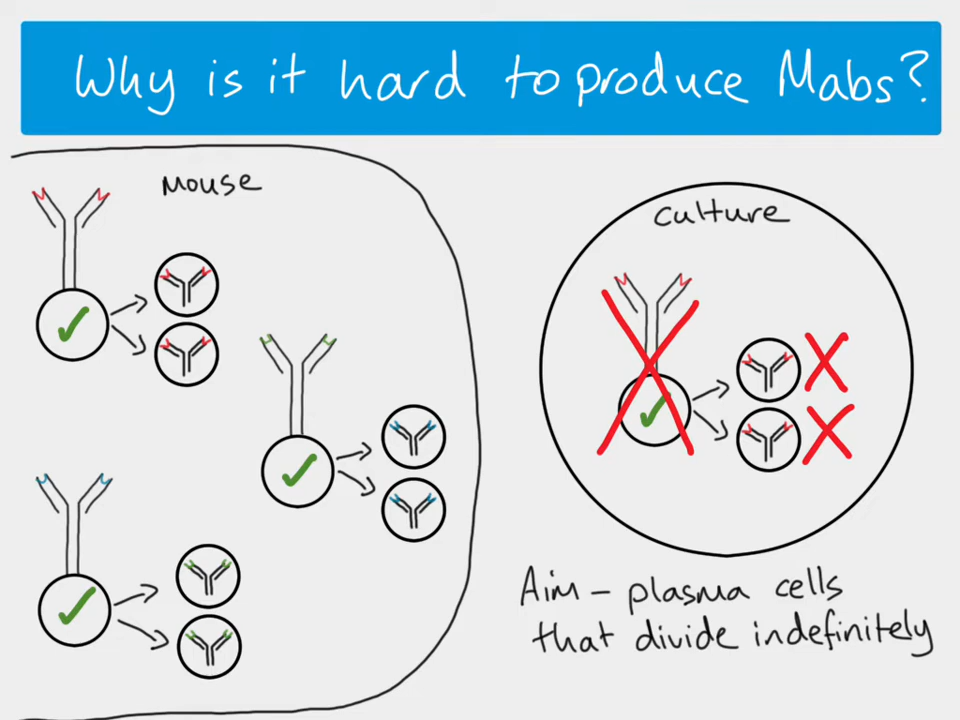 Why is it hard to produce Mabs?
mouse
culture
Aim - plasma cells
that divide indefinitely